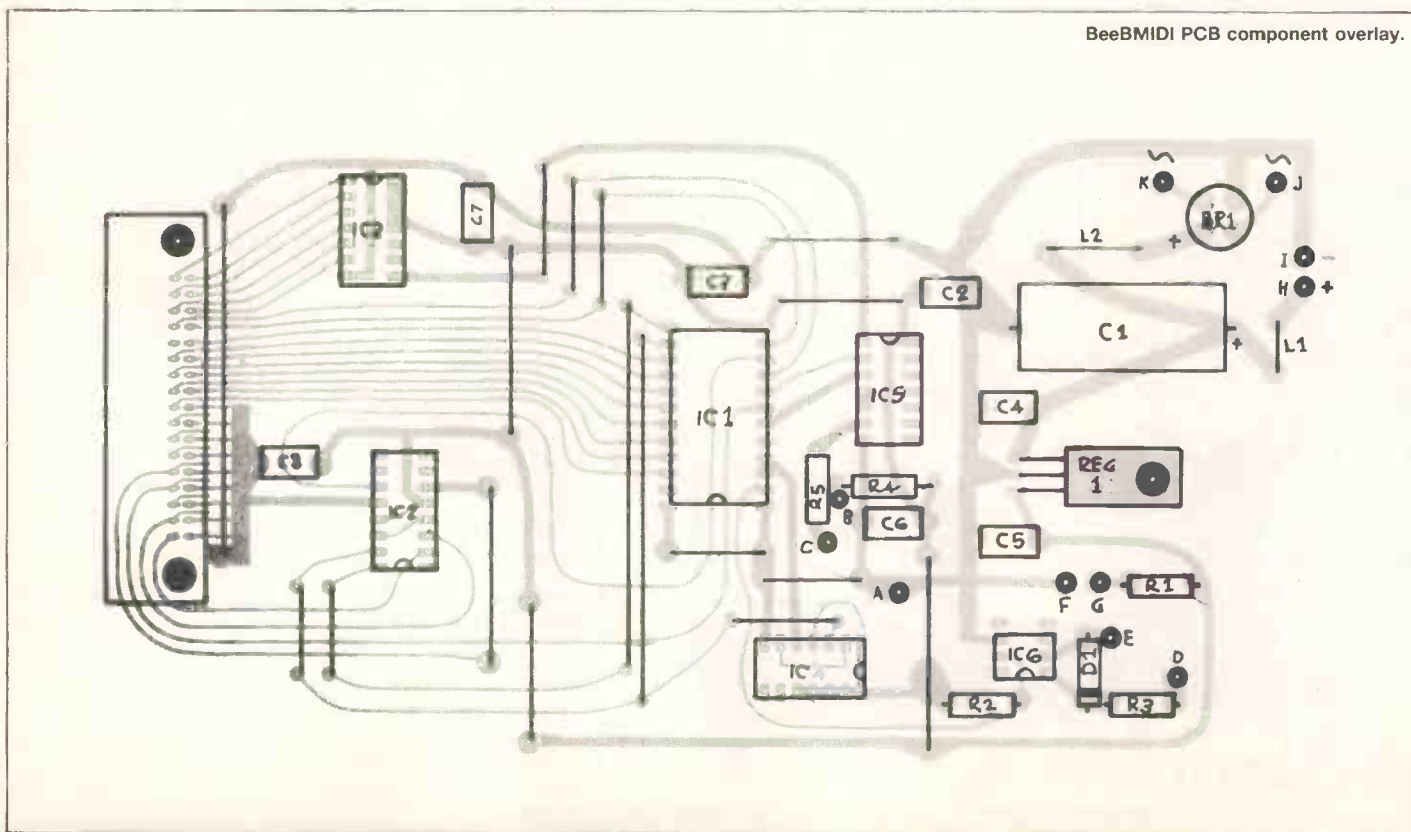 BeeBMIDI PCB component overlay.
K
J
BR1
+
L2
I −
H +
C7
C7
C2
C1
+
L1
IC1
IC5
C4
REG
1
C3
IC2
R5
R4
B
C6
C
C5
A
F
G
R1
E
IC6
D1
D
R2
R3